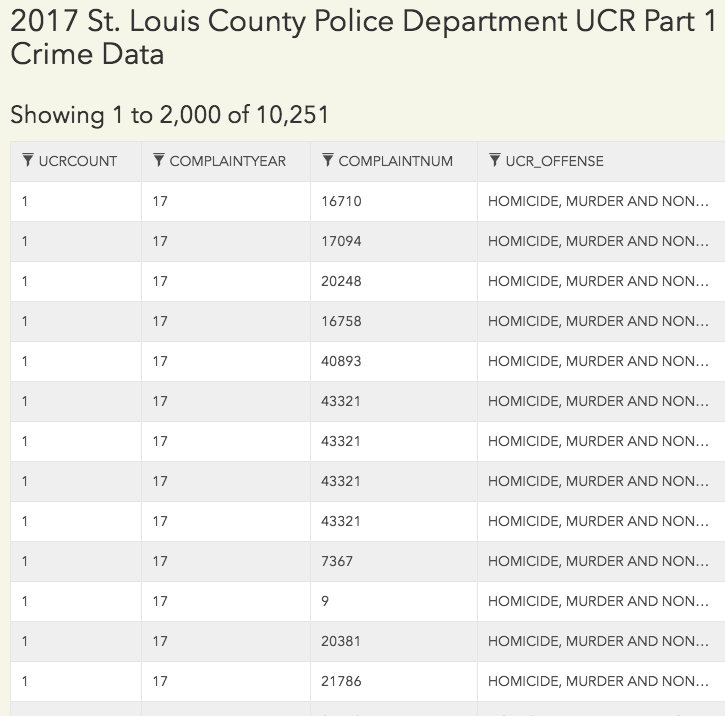 2017 St. Louis County Police Department UCR Part 1
Crime Data
Showing 1 to 2,000 of 10,251
UCRCOUNT COMPLAINTYEAR COMPLAINTNUM UCR_OFFENSE
1 17 16710 HOMICIDE, MURDER AND NON...
1 17 17094 HOMICIDE, MURDER AND NON...
1 17 20248 HOMICIDE, MURDER AND NON...
1 17 16758 HOMICIDE, MURDER AND NON...
1 17 40893 HOMICIDE, MURDER AND NON...
1 17 43321 HOMICIDE, MURDER AND NON...
1 17 43321 HOMICIDE, MURDER AND NON...
1 17 43321 HOMICIDE, MURDER AND NON...
1 17 43321 HOMICIDE, MURDER AND NON...
1 17 7367 HOMICIDE, MURDER AND NON...
1 17 9 HOMICIDE, MURDER AND NON...
1 17 20381 HOMICIDE, MURDER AND NON...
1 17 21786 HOMICIDE, MURDER AND NON...